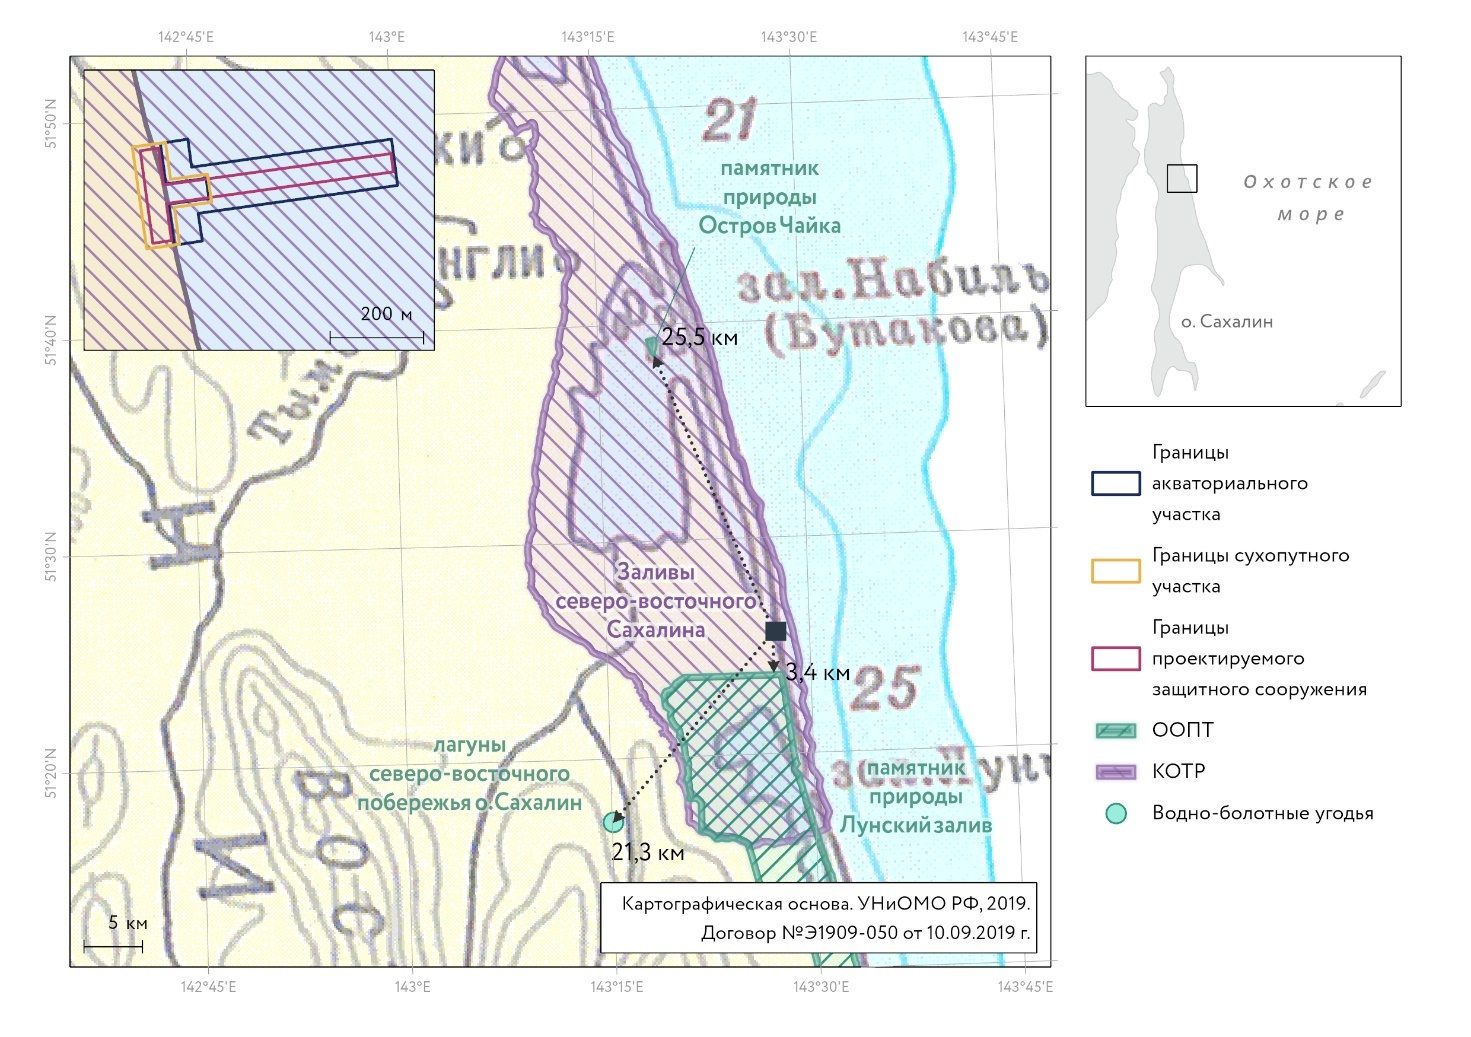 142°45'E
143°E
143°15'E
143°30'E
143°45'E
51°50'N
51°40'N
51°30'N
51°20'N
200 м
21
памятник
природы
Остров Чайка
зал.Набиль
(Бутакова)
25,5 км
нгли
Тым
Заливы
северо-восточного
Сахалина
3,4 км
25
лагуны
северо-восточного
побережья о.Сахалин
21,3 км
памятник
природы
Лунский залив
Н
И
В
О
С
5 км
Картографическая основа. УНиОМО РФ, 2019.
Договор №Э1909-050 от 10.09.2019 г.
142°45'E
143°E
143°15'E
143°30'E
143°45'E
Охотское
море
о. Сахалин
Границы
акваториального
участка
Границы сухопутного
участка
Границы
проектируемого
защитного сооружения
ООПТ
КОТР
Водно-болотные угодья